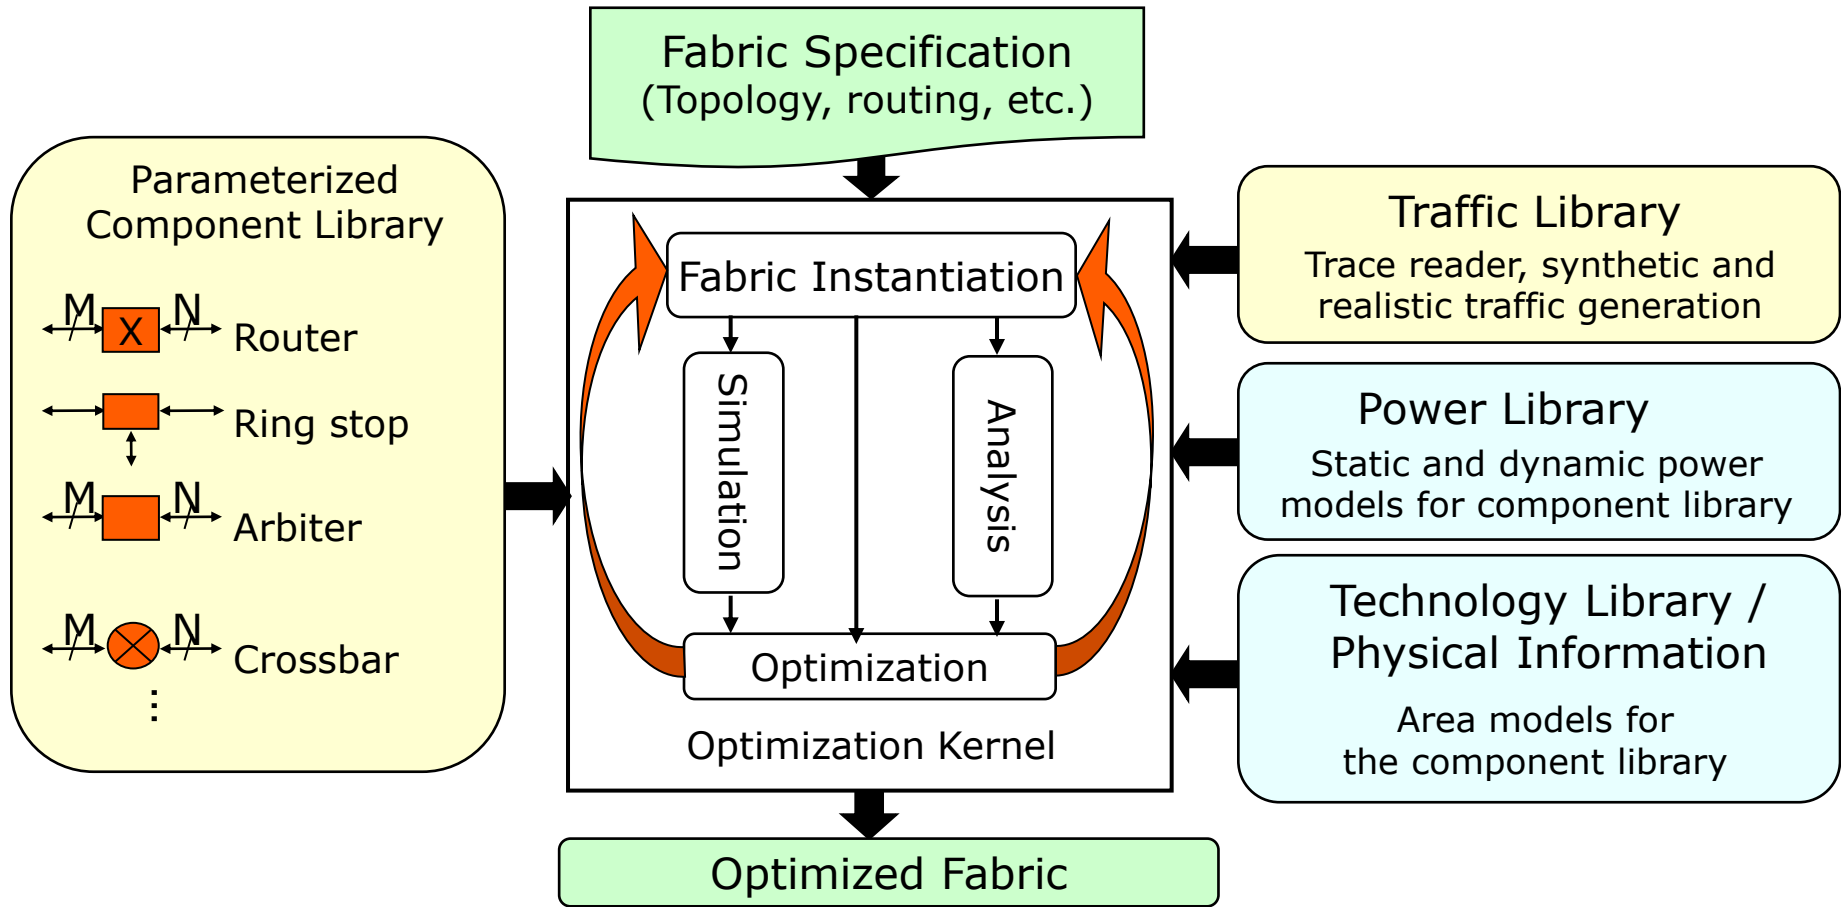 Fabric Specification
(Topology, routing, etc.)
Parameterized
Component Library
M X N Router
Ring stop
M N Arbiter
M N Crossbar
⋮
Fabric Instantiation
Simulation
Analysis
Optimization
Optimization Kernel
Traffic Library
Trace reader, synthetic and
realistic traffic generation
Power Library
Static and dynamic power
models for component library
Technology Library /
Physical Information
Area models for
the component library
Optimized Fabric